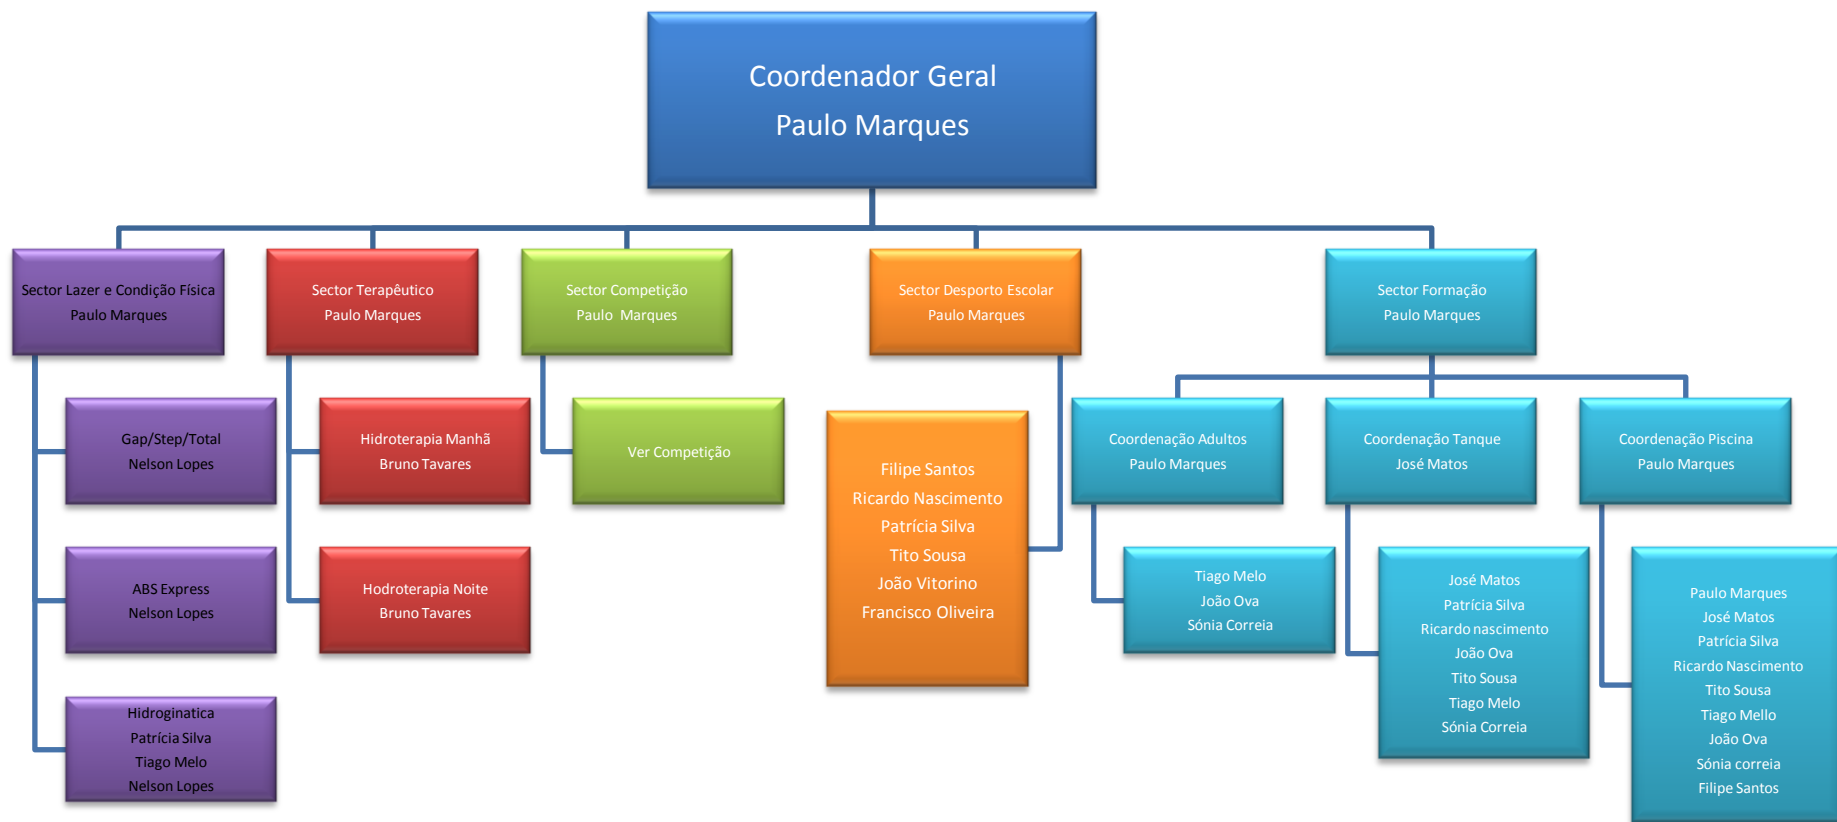 Coordenador Geral
Paulo Marques
Sector Lazer e Condição Física
Paulo Marques
Sector Terapêutico
Paulo Marques
Sector Competição
Paulo  Marques
Sector Desporto Escolar
Paulo Marques
Sector Formação
Paulo Marques
Gap/Step/Total
Nelson Lopes
ABS Express
Nelson Lopes
Hidroginatica
Patrícia Silva
Tiago Melo
Nelson Lopes
Hidroterapia Manhã
Bruno Tavares
Hodroterapia Noite
Bruno Tavares
Ver Competição
Filipe Santos
Ricardo Nascimento
Patrícia Silva
Tito Sousa
João Vitorino
Francisco Oliveira
Coordenação Adultos
Paulo Marques
Tiago Melo
João Ova
Sónia Correia
Coordenação Tanque
José Matos
José Matos
Patrícia Silva
Ricardo nascimento
João Ova
Tito Sousa
Tiago Melo
Sónia Correia
Coordenação Piscina
Paulo Marques
Paulo Marques
José Matos
Patrícia Silva
Ricardo Nascimento
Tito Sousa
Tiago Mello
João Ova
Sónia correia
Filipe Santos